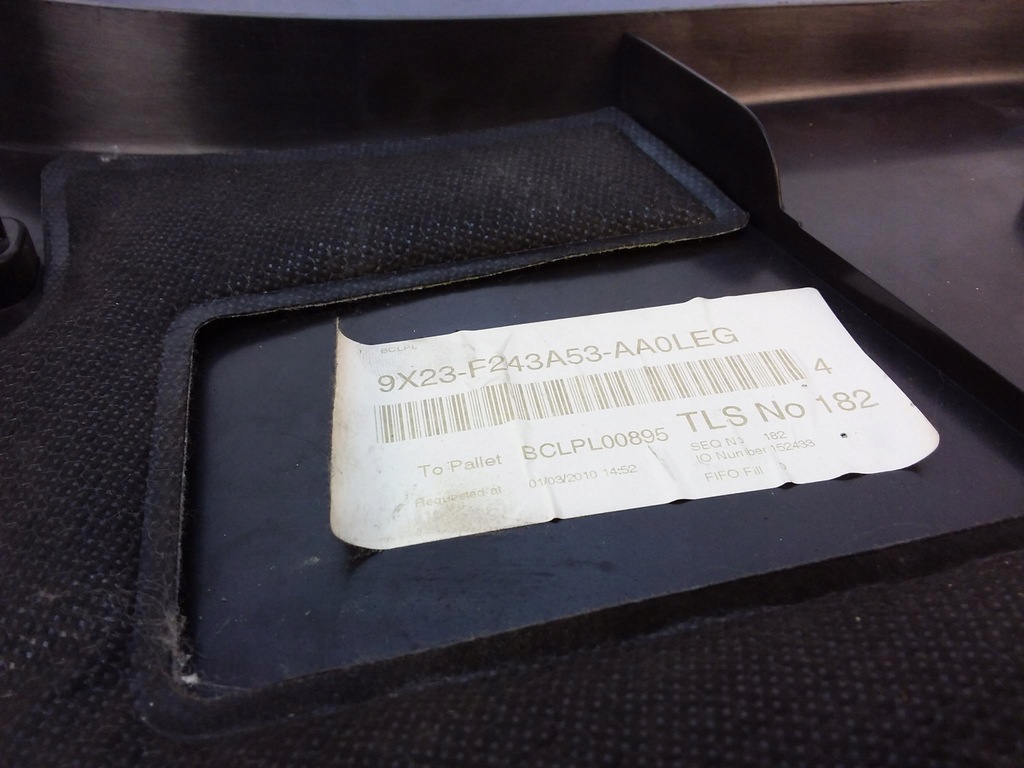 BCLPL
9X23-F243A53-AA0LEG
4
To Pallet BCLPL00895 TLS No 182
Requested at 01/03/2010 14:52 SEQ No 182
IO Number 152433
FIFO Fill